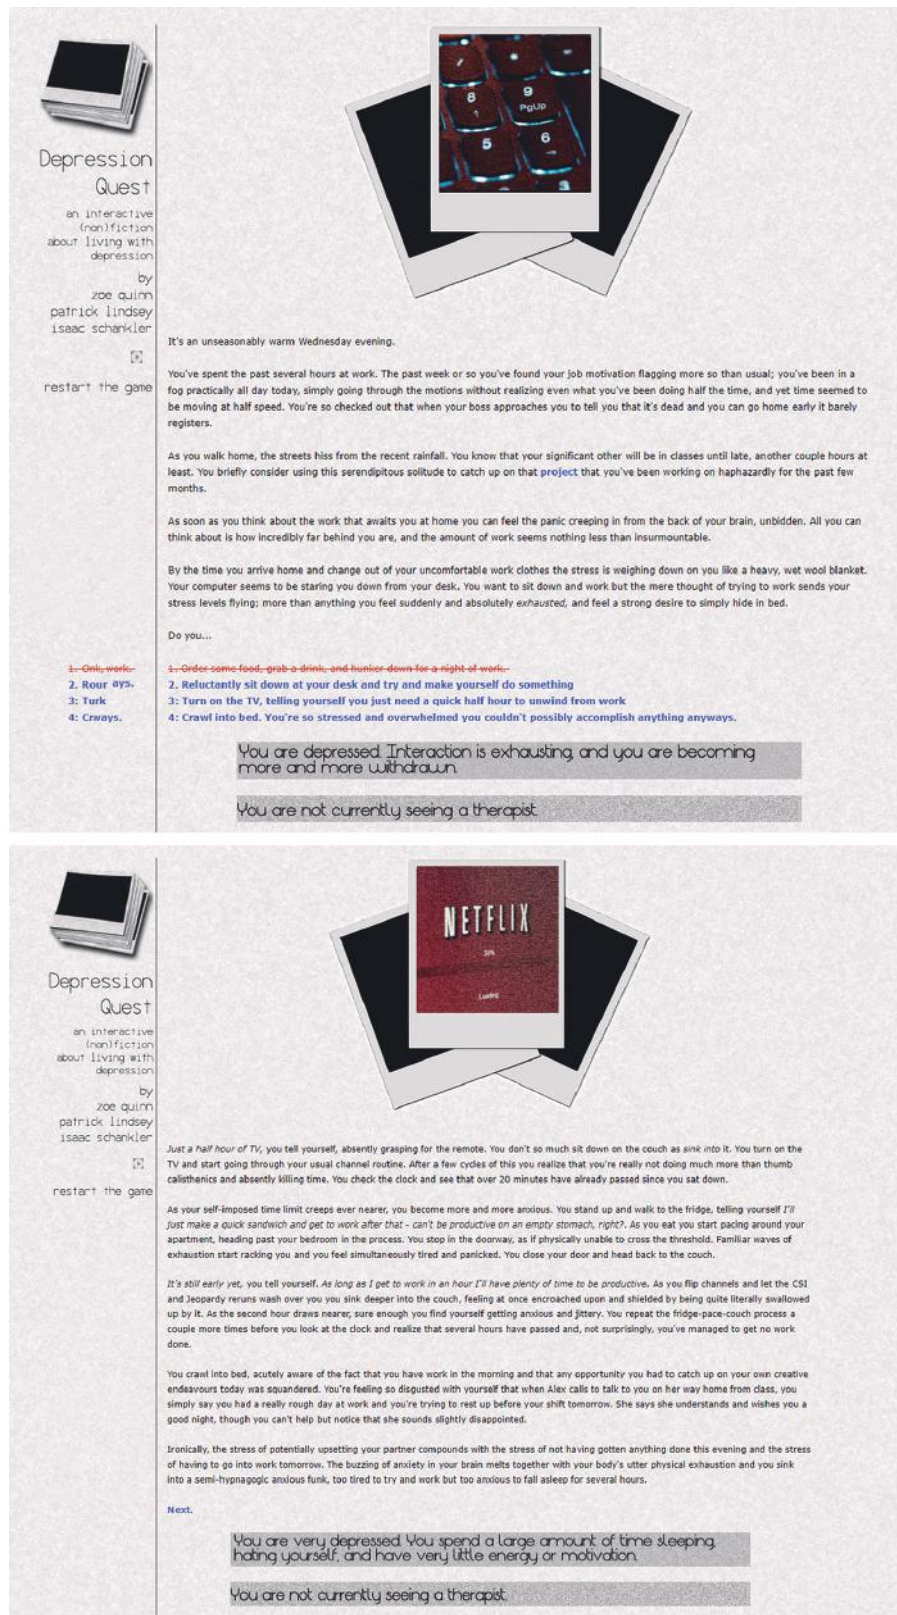 Depression
Quest
an interactive
(non)fiction
about living with
depression
by
zoe quinn
patrick lindsey
isaac schankler
restart the game
/
8
9
PgUp
5
6
3
It's an unseasonably warm Wednesday evening.
You've spent the past several hours at work. The past week or so you've found your job motivation flagging more so than usual; you've been in a
fog practically all day today, simply going through the motions without realizing even what you've been doing half the time, and yet time seemed to
be moving at half speed. You're so checked out that when your boss approaches you to tell you that it's dead and you can go home early it barely
registers.
As you walk home, the streets hiss from the recent rainfall. You know that your significant other will be in classes until late, another couple hours at
least. You briefly consider using this serendipitous solitude to catch up on that project that you've been working on haphazardly for the past few
months.
As soon as you think about the work that awaits you at home you can feel the panic creeping in from the back of your brain, unbidden. All you can
think about is how incredibly far behind you are, and the amount of work seems nothing less than insurmountable.
By the time you arrive home and change out of your uncomfortable work clothes the stress is weighing down on you like a heavy, wet wool blanket.
Your computer seems to be staring you down from your desk. You want to sit down and work but the mere thought of trying to work sends your
stress levels flying; more than anything you feel suddenly and absolutely exhausted, and feel a strong desire to simply hide in bed.
Do you...
1. Onk, work.
2. Rour ays.
3: Turk
4: Crways.
1. Order some food, grab a drink, and hunker down for a night of work.
2. Reluctantly sit down at your desk and try and make yourself do something
3: Turn on the TV, telling yourself you just need a quick half hour to unwind from work
4: Crawl into bed. You're so stressed and overwhelmed you couldn't possibly accomplish anything anyways.
You are depressed. Interaction is exhausting, and you are becoming
more and more withdrawn.
You are not currently seeing a therapist.
Depression
Quest
an interactive
(non)fiction
about living with
depression
by
zoe quinn
patrick lindsey
isaac schankler
restart the game
NETFLIX
Loading
Just a half hour of TV, you tell yourself, absently grasping for the remote. You don't so much sit down on the couch as sink into it. You turn on the
TV and start going through your usual channel routine. After a few cycles of this you realize that you're really not doing much more than thumb
calisthenics and absently killing time. You check the clock and see that over 20 minutes have already passed since you sat down.
As your self-imposed time limit creeps ever nearer, you become more and more anxious. You stand up and walk to the fridge, telling yourself I'll
just make a quick sandwich and get to work after that - can't be productive on an empty stomach, right?. As you eat you start pacing around your
apartment, heading past your bedroom in the process. You stop in the doorway, as if physically unable to cross the threshold. Familiar waves of
exhaustion start racking you and you feel simultaneously tired and panicked. You close your door and head back to the couch.
It's still early yet, you tell yourself. As long as I get to work in an hour I'll have plenty of time to be productive. As you flip channels and let the CSI
and Jeopardy reruns wash over you you sink deeper into the couch, feeling at once encroached upon and shielded by being quite literally swallowed
up by it. As the second hour draws nearer, sure enough you find yourself getting anxious and jittery. You repeat the fridge-pace-couch process a
couple more times before you look at the clock and realize that several hours have passed and, not surprisingly, you've managed to get no work
done.
You crawl into bed, acutely aware of the fact that you have work in the morning and that any opportunity you had to catch up on your own creative
endeavours today was squandered. You're feeling so disgusted with yourself that when Alex calls to talk to you on her way home from class, you
simply say you had a really rough day at work and you're trying to rest up before your shift tomorrow. She says she understands and wishes you a
good night, though you can't help but notice that she sounds slightly disappointed.
Ironically, the stress of potentially upsetting your partner compounds with the stress of not having gotten anything done this evening and the stress
of having to go into work tomorrow. The buzzing of anxiety in your brain melts together with your body's utter physical exhaustion and you sink
into a semi-hypnagogic anxious funk, too tired to try and work but too anxious to fall asleep for several hours.
Next.
You are very depressed. You spend a large amount of time sleeping,
hating yourself, and have very little energy or motivation.
You are not currently seeing a therapist.